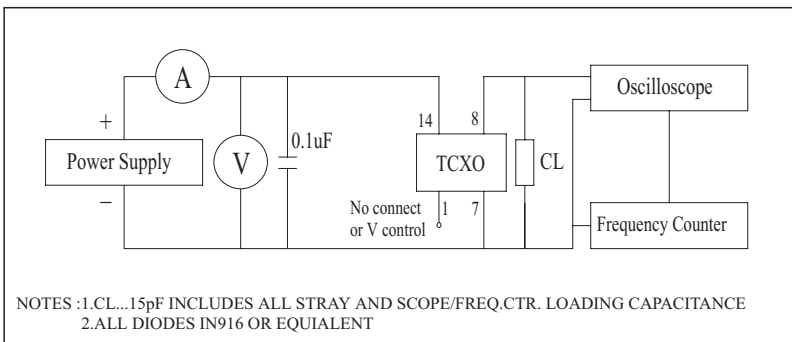 A
+
Power Supply
−
V
0.1uF
14
8
TCXO
1
7
No connect
or V control
CL
Oscilloscope
Frequency Counter
NOTES :1.CL...15pF INCLUDES ALL STRAY AND SCOPE/FREQ.CTR. LOADING CAPACITANCE
2.ALL DIODES IN916 OR EQUIALENT